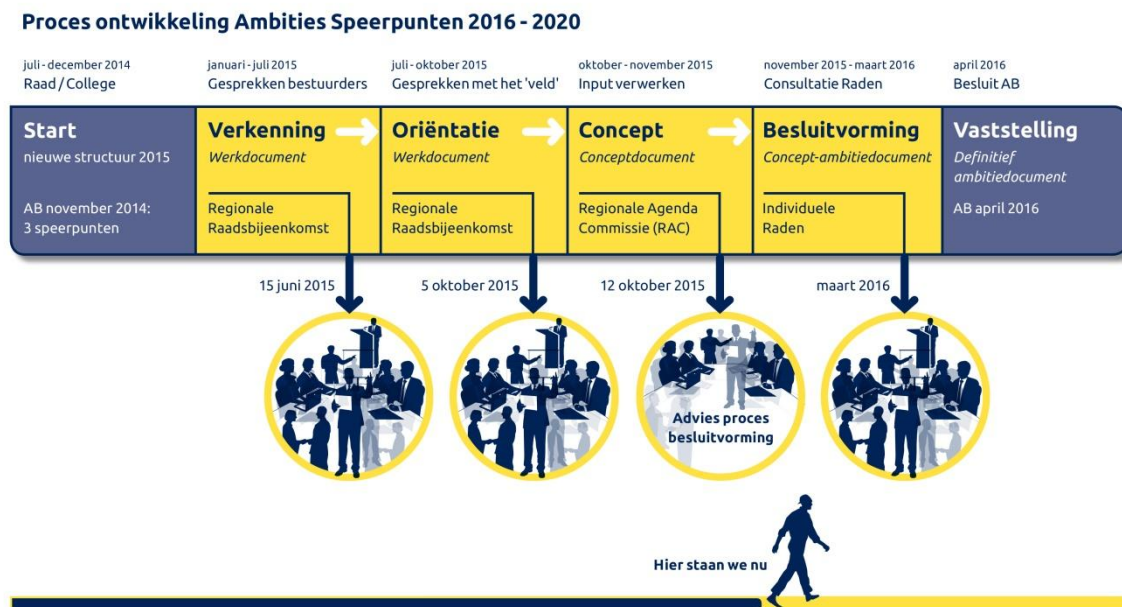 Proces ontwikkeling Ambities Speerpunten 2016 - 2020
juli - december 2014
Raad / College
januari - juli 2015
Gesprekken bestuurders
juli - oktober 2015
Gesprekken met het 'veld'
oktober - november 2015
Input verwerken
november 2015 - maart 2016
Consultatie Raden
april 2016
Besluit AB
Start
nieuwe structuur 2015
AB november 2014:
3 speerpunten
Verkenning
Werkdocument
Regionale
Raadsbijeenkomst
Oriëntatie
Werkdocument
Regionale
Raadsbijeenkomst
Concept
Conceptdocument
Regionale Agenda
Commissie (RAC)
Besluitvorming
Concept-ambitiedocument
Individuele
Raden
Vaststelling
Definitief
ambitiedocument
AB april 2016
15 juni 2015
5 oktober 2015
12 oktober 2015
maart 2016
Advies proces
besluitvorming
Hier staan we nu